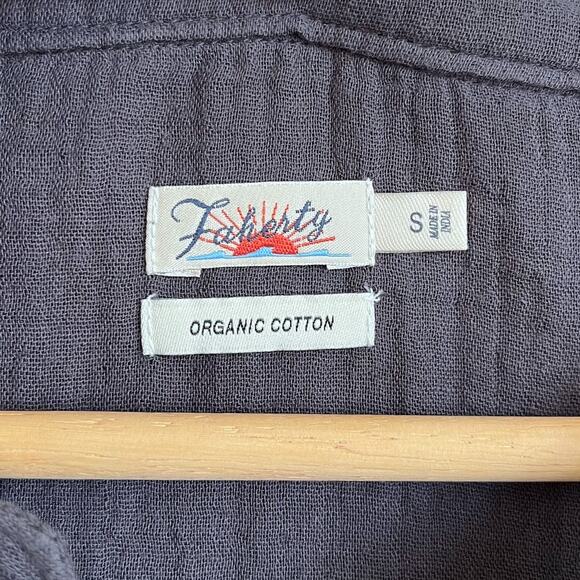 Faherty
S
MADE IN
INDIA
ORGANIC COTTON